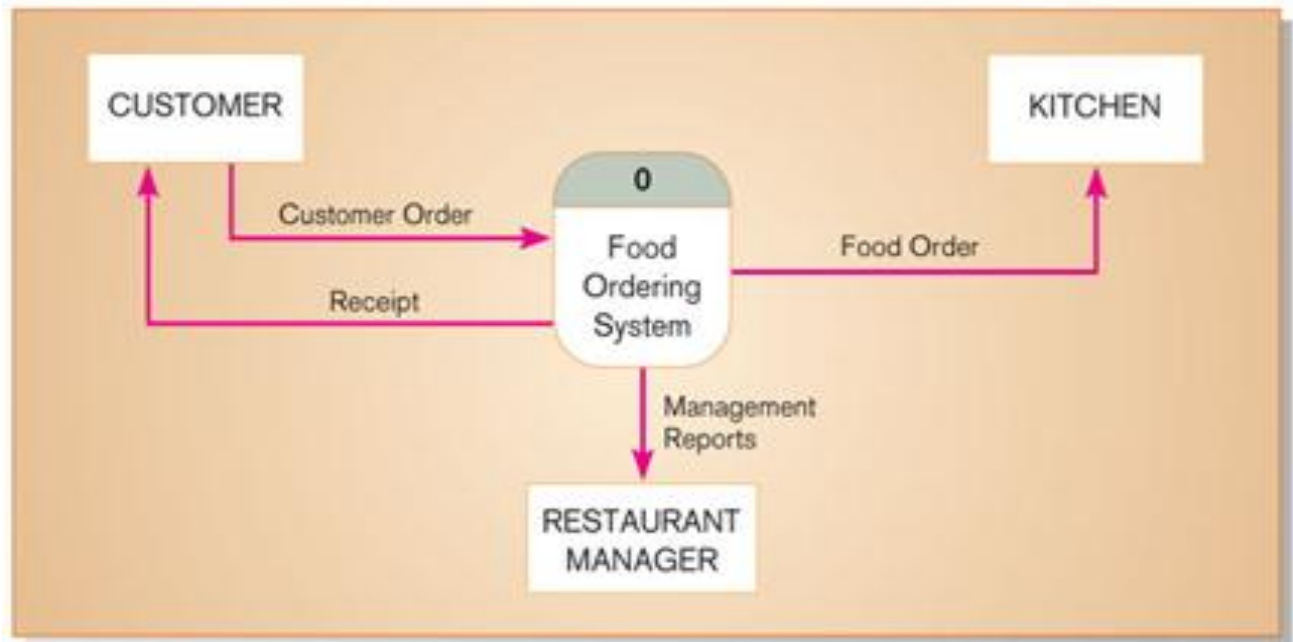 CUSTOMER
KITCHEN
0
Customer Order
Food
Ordering
System
Food Order
Receipt
Management
Reports
RESTAURANT
MANAGER